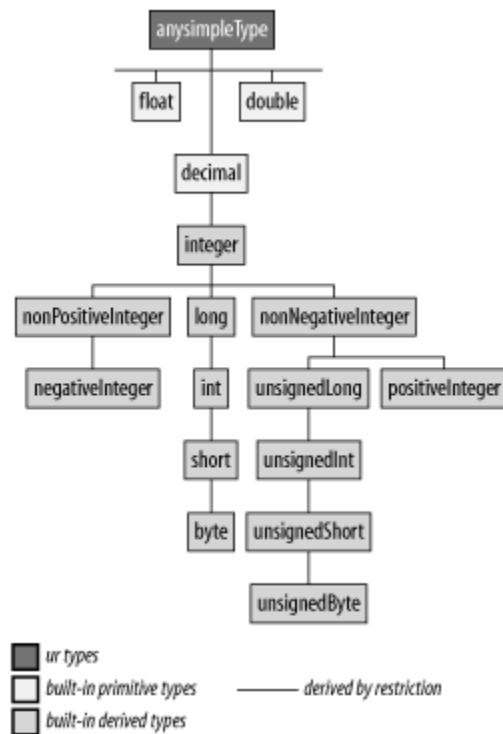 anysimpleType
float
double
decimal
integer
nonPositiveInteger
long
nonNegativeInteger
negativeInteger
int
unsignedLong
positiveInteger
short
unsignedInt
byte
unsignedShort
unsignedByte
ur types
built-in primitive types
derived by restriction
built-in derived types